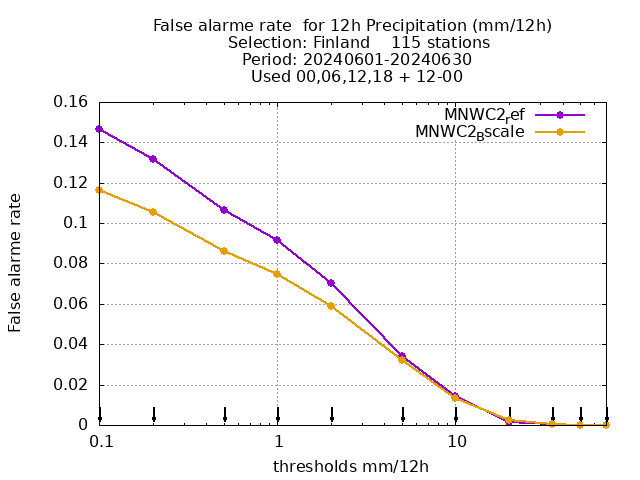 False alarme rate  for 12h Precipitation (mm/12h)
Selection: Finland    115 stations
Period: 20240601-20240630
Used 00,06,12,18 + 12-00
MNWC2ref
MNWC2Bscale
0.16
0.14
0.12
0.1
0.08
0.06
0.04
0.02
0
False alarme rate
0.1 1 10
thresholds mm/12h